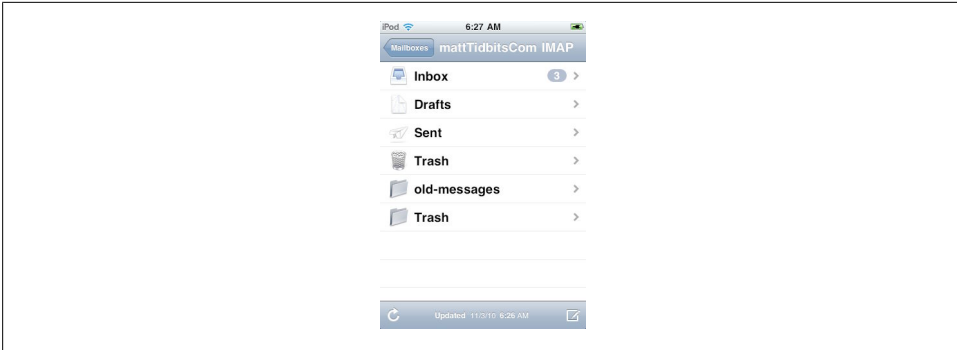 iPod 6:27 AM
Mailboxes mattTidbitsCom IMAP
Inbox 3
Drafts
Sent
Trash
old-messages
Trash
Updated 11/3/10 6:26 AM